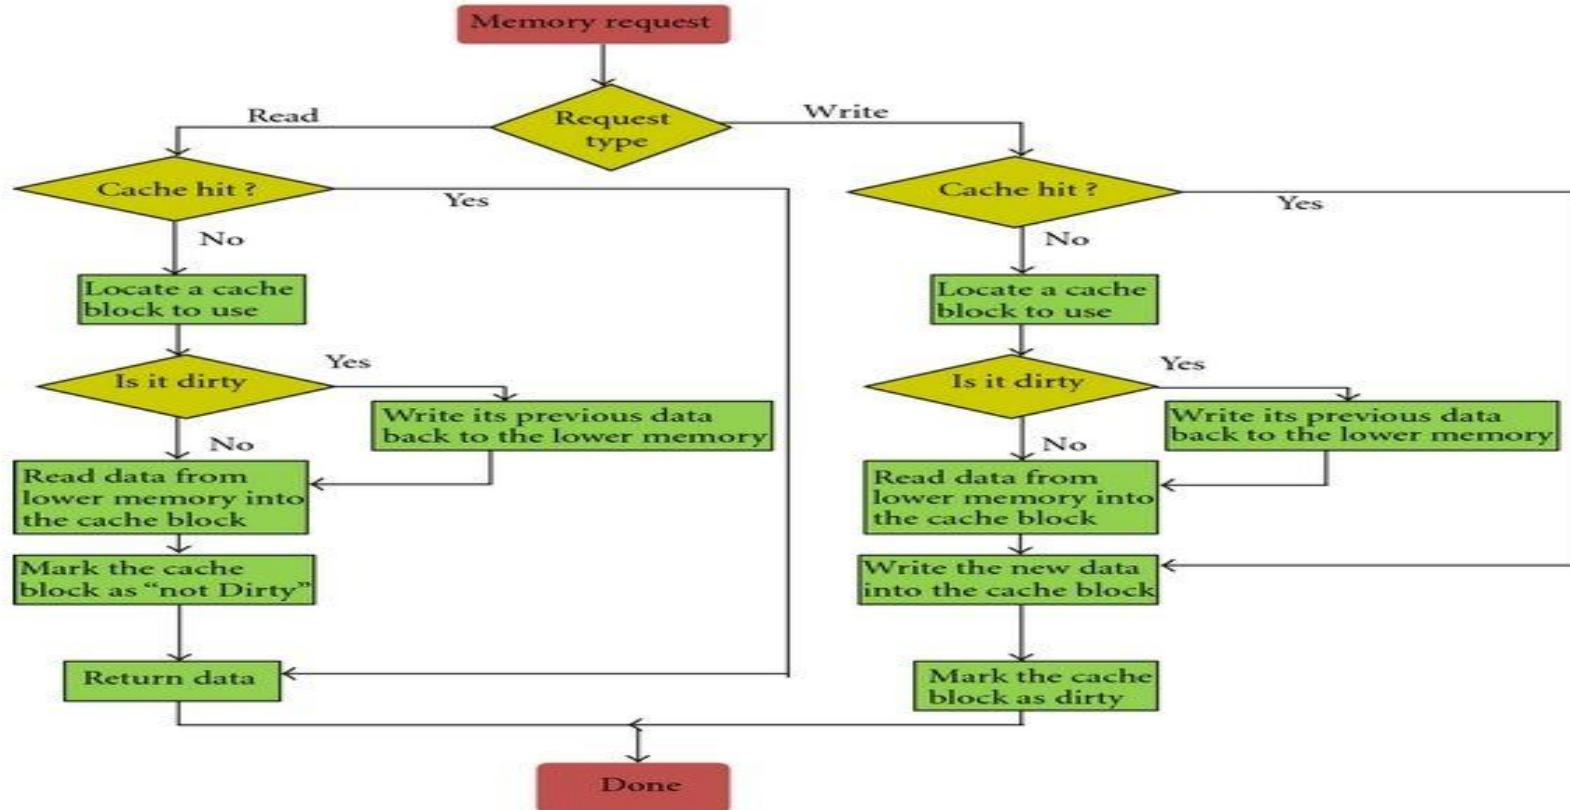 Memory request
Request
type
Read
Write
Cache hit ?
Yes
No
Locate a cache
block to use
Is it dirty
Yes
Write its previous data
back to the lower memory
No
Read data from
lower memory into
the cache block
Mark the cache
block as “not Dirty”
Return data
Cache hit ?
Yes
No
Locate a cache
block to use
Is it dirty
Yes
Write its previous data
back to the lower memory
No
Read data from
lower memory into
the cache block
Write the new data
into the cache block
Mark the cache
block as dirty
Done